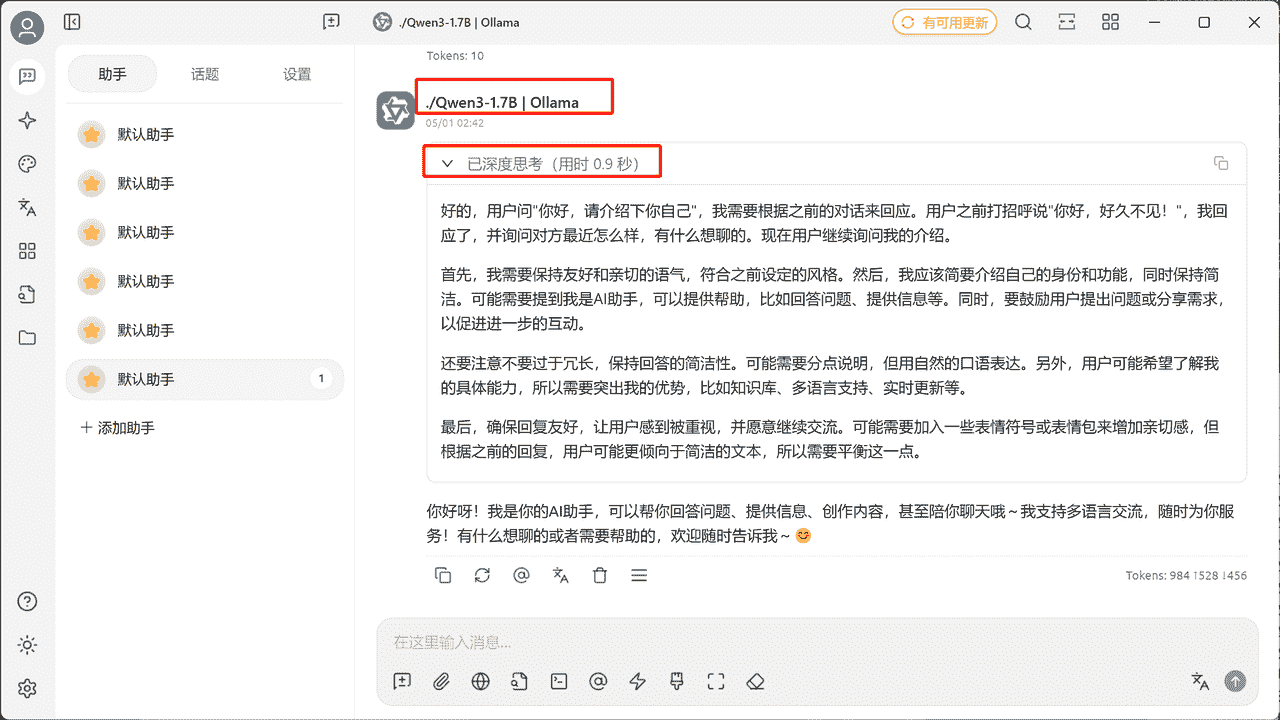 ./Qwen3-1.7B | Ollama
有可用更新
助手
话题
设置
默认助手
默认助手
默认助手
默认助手
默认助手
默认助手
1
添加助手
Tokens: 10
./Qwen3-1.7B | Ollama
05/01 02:42
已深度思考（用时 0.9 秒）
好的，用户问"你好，请介绍下你自己"，我需要根据之前的对话来回应。用户之前打招呼说"你好，好久不见！"，我回
应了，并询问对方最近怎么样，有什么想聊的。现在用户继续询问我的介绍。
首先，我需要保持友好和亲切的语气，符合之前设定的风格。然后，我应该简要介绍自己的身份和功能，同时保持简
洁。可能需要提到我是AI助手，可以提供帮助，比如回答问题、提供信息等。同时，要鼓励用户提出问题或分享需求，
以促进进一步的互动。
还要注意不要过于冗长，保持回答的简洁性。可能需要分点说明，但用自然的口语表达。另外，用户可能希望了解我
的具体能力，所以需要突出我的优势，比如知识库、多语言支持、实时更新等。
最后，确保回复友好，让用户感到被重视，并愿意继续交流。可能需要加入一些表情符号或表情包来增加亲切感，但
根据之前的回复，用户可能更倾向于简洁的文本，所以需要平衡这一点。
你好呀！我是你的AI助手，可以帮你回答问题、提供信息、创作内容，甚至陪你聊天哦～我支持多语言交流，随时为你服
务！有什么想聊的或者需要帮助的，欢迎随时告诉我～😊
Tokens: 984 ↑528 ↓456
在这里输入消息...